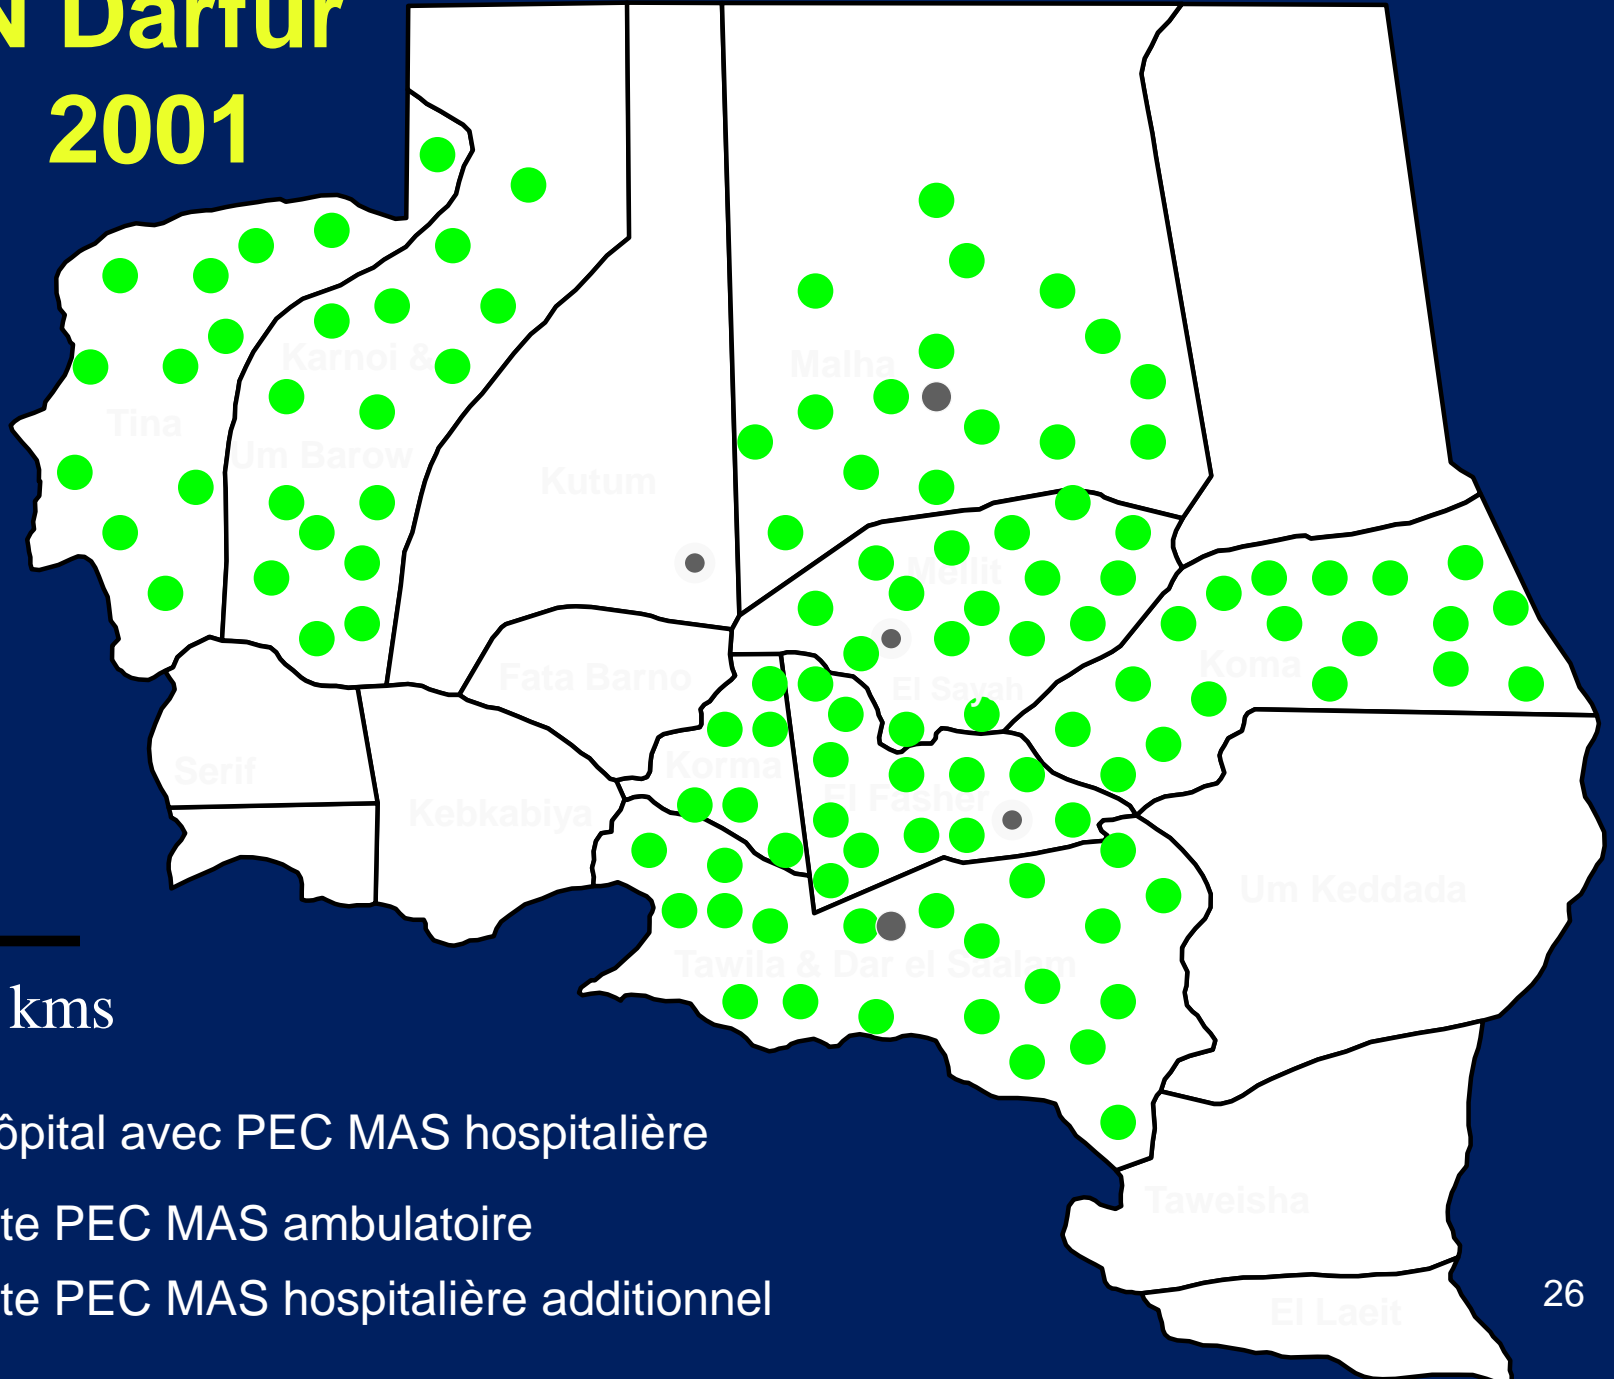 N Darfur
2001
Karnoi &
Malha
Tina
Um Barow
Kutum
Mellit
Koma
Fata Barno
El Sayah
Serif
Korma
Kebkabiya
El Fasher
Um Keddada
Tawila & Dar el Saalam
kms
ôpital avec PEC MAS hospitalière
Taweisha
te PEC MAS ambulatoire
te PEC MAS hospitalière additionnel
26
El Laeit